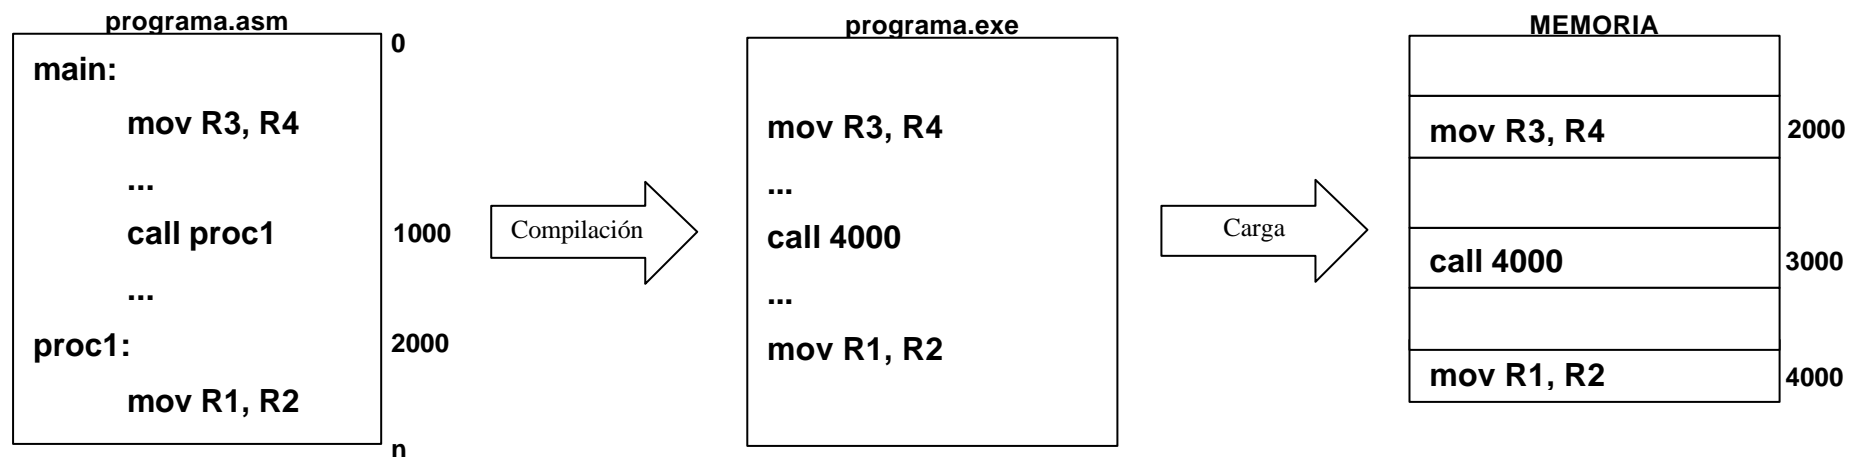 programa.asm
0
main:
mov R3, R4
...
call proc1
1000
...
proc1:
2000
mov R1, R2
n
Compilación
programa.exe
mov R3, R4
...
call 4000
...
mov R1, R2
Carga
MEMORIA
mov R3, R4
2000
call 4000
3000
mov R1, R2
4000